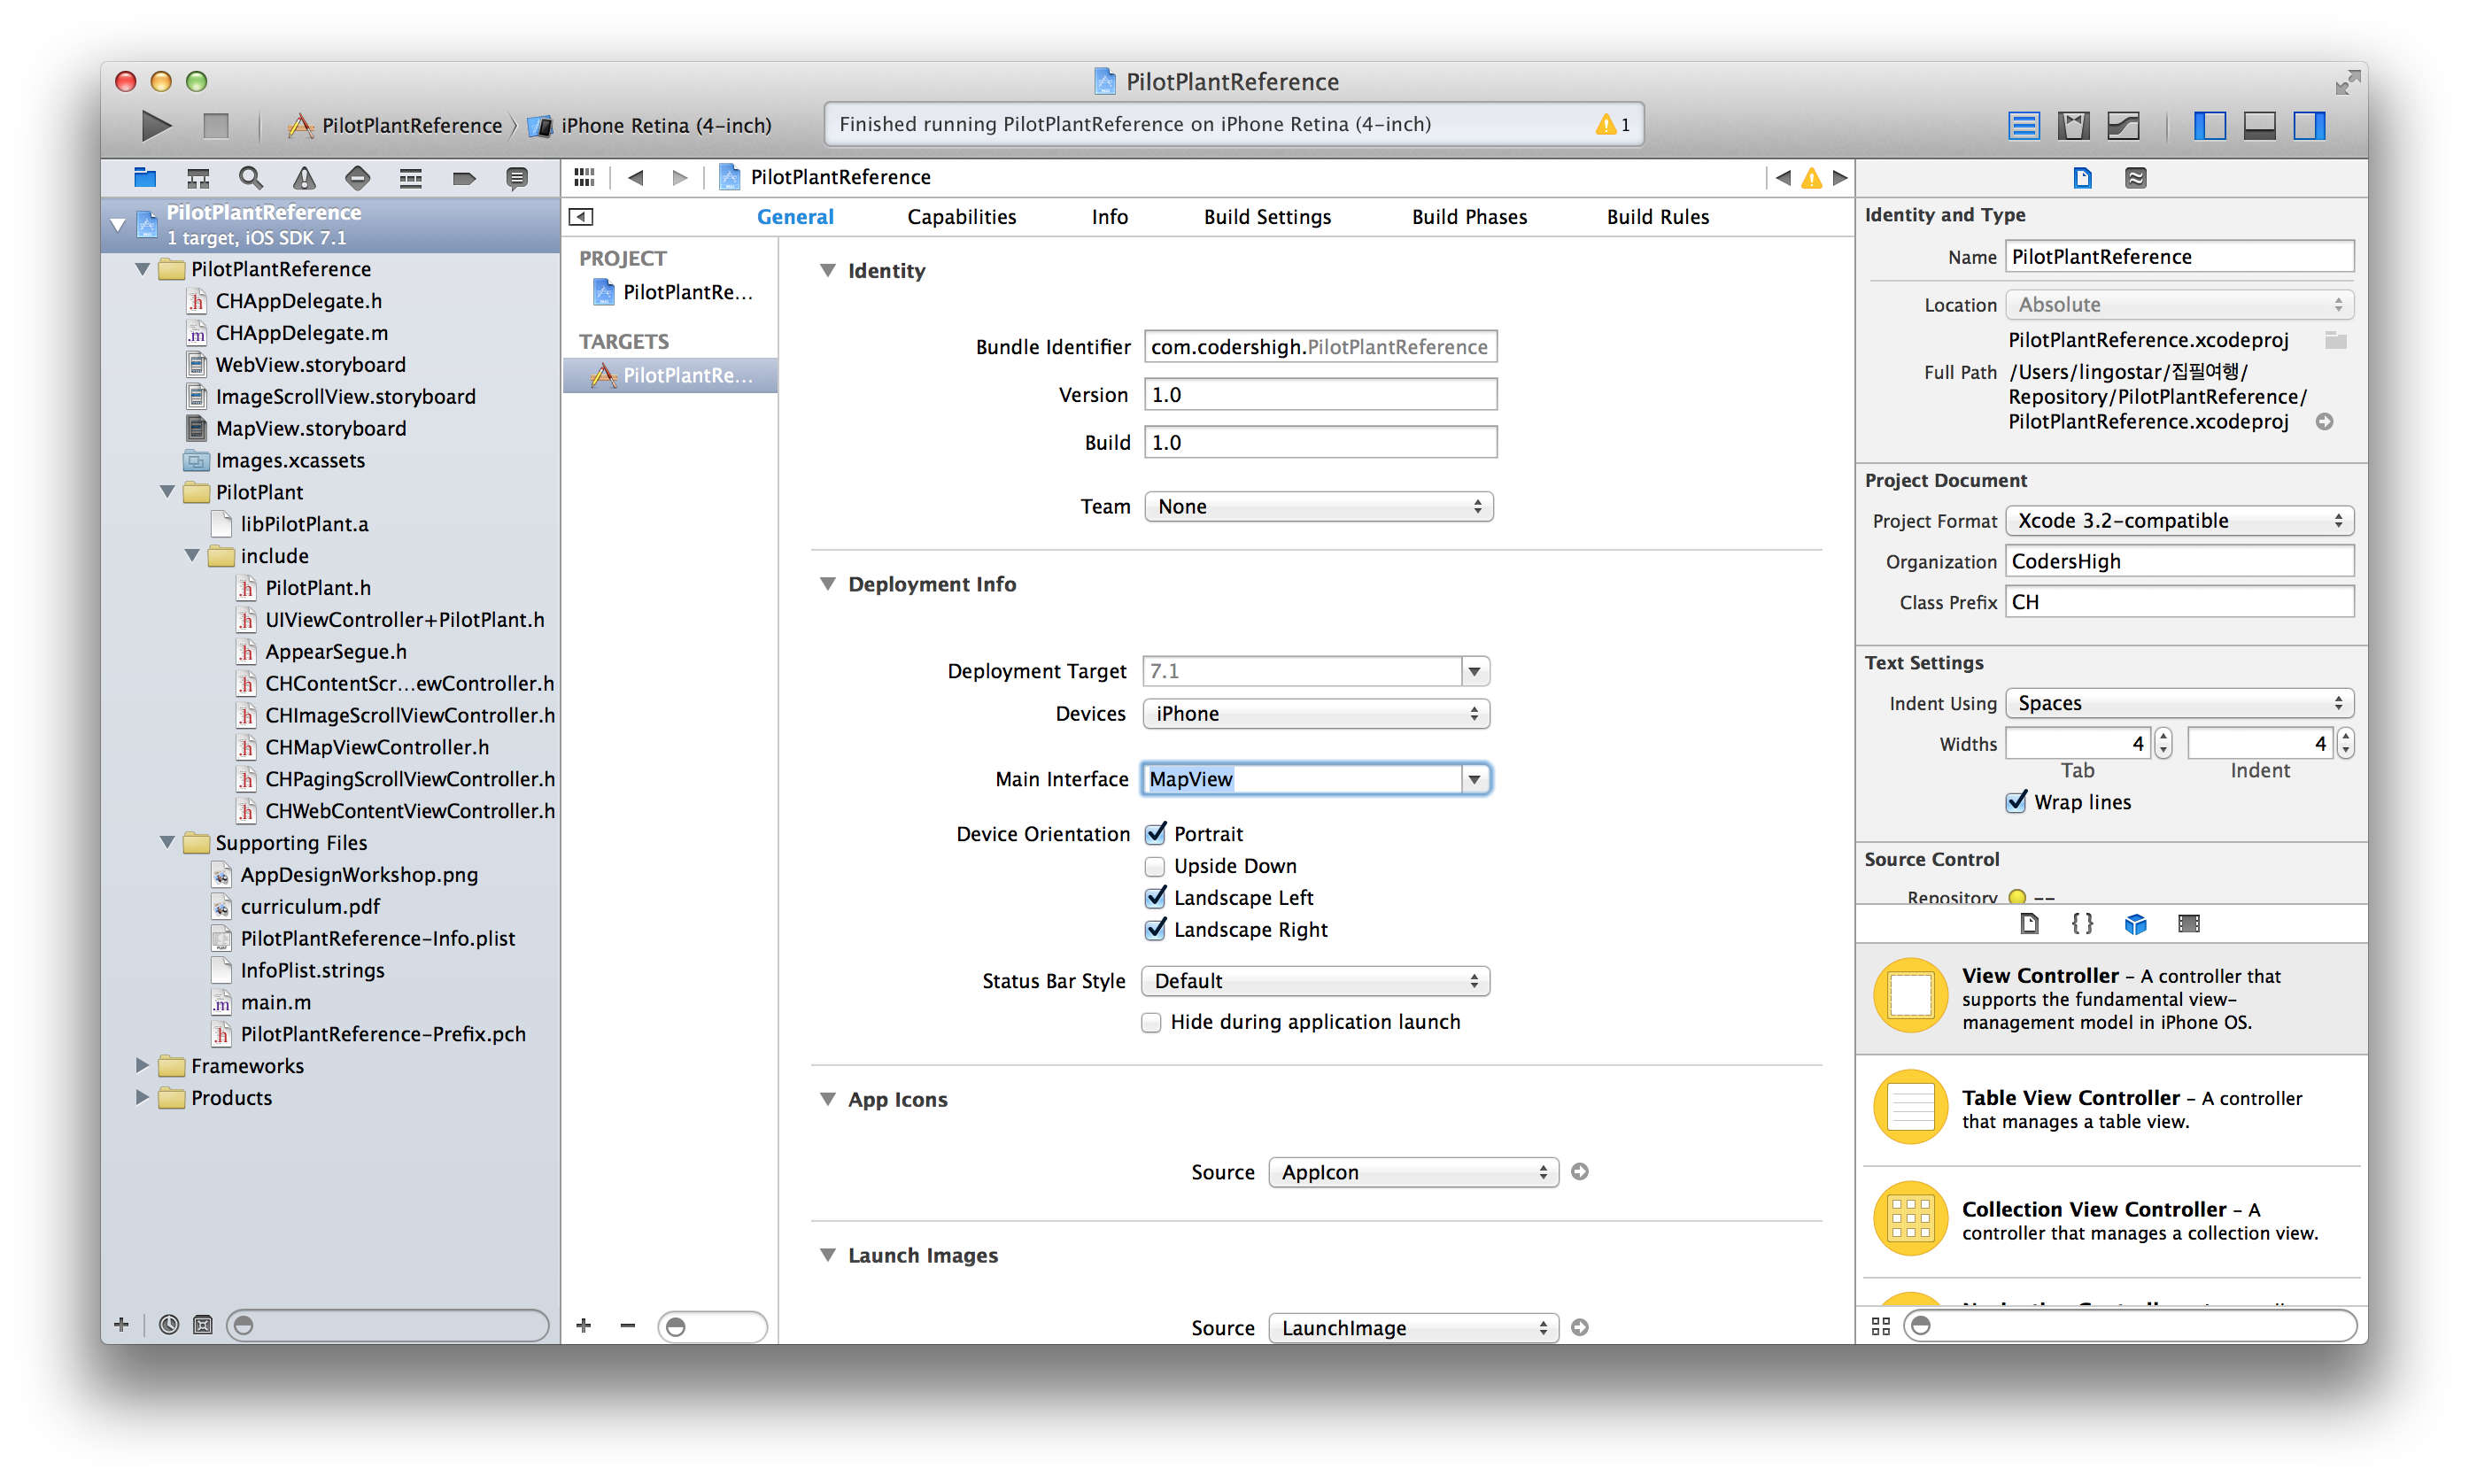 PilotPlantReference
PilotPlantReference
iPhone Retina (4-inch)
Finished running PilotPlantReference on iPhone Retina (4-inch)
1
PilotPlantReference
1 target, iOS SDK 7.1
PilotPlantReference
CHAppDelegate.h
CHAppDelegate.m
WebView.storyboard
ImageScrollView.storyboard
MapView.storyboard
Images.xcassets
PilotPlant
libPilotPlant.a
include
PilotPlant.h
UIViewController+PilotPlant.h
AppearSegue.h
CHContentScr...ewController.h
CHImageScrollViewController.h
CHMapViewController.h
CHPagingScrollViewController.h
CHWebContentViewController.h
Supporting Files
AppDesignWorkshop.png
curriculum.pdf
PilotPlantReference-Info.plist
InfoPlist.strings
main.m
PilotPlantReference-Prefix.pch
Frameworks
Products
PilotPlantReference
General
Capabilities
Info
Build Settings
Build Phases
Build Rules
PROJECT
PilotPlantRe...
TARGETS
PilotPlantRe...
Identity
Bundle Identifier com.codershigh.PilotPlantReference
Version 1.0
Build 1.0
Team None
Deployment Info
Deployment Target 7.1
Devices iPhone
Main Interface MapView
Device Orientation Portrait
Upside Down
Landscape Left
Landscape Right
Status Bar Style Default
Hide during application launch
App Icons
Source AppIcon
Launch Images
Source LaunchImage
Identity and Type
Name PilotPlantReference
Location Absolute
PilotPlantReference.xcodeproj
Full Path /Users/lingostar/집필여행/
Repository/PilotPlantReference/
PilotPlantReference.xcodeproj
Project Document
Project Format Xcode 3.2-compatible
Organization CodersHigh
Class Prefix CH
Text Settings
Indent Using Spaces
Widths 4 4
Tab Indent
Wrap lines
Source Control
Repository --
View Controller – A controller that
supports the fundamental view-
management model in iPhone OS.
Table View Controller – A controller
that manages a table view.
Collection View Controller – A
controller that manages a collection view.